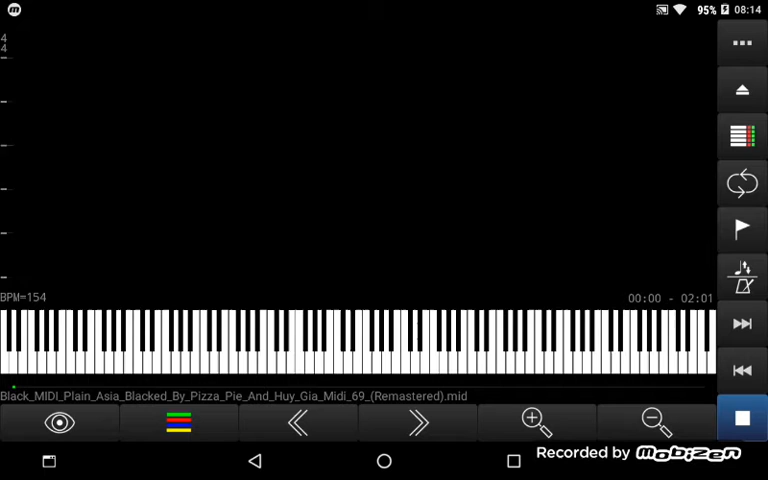 95% 08:14
4
4
BPM=154
00:00 - 02:01
Black_MIDI_Plain_Asia_Blacked_By_Pizza_Pie_And_Huy_Gia_Midi_69_(Remastered).mid
Recorded by mobizen